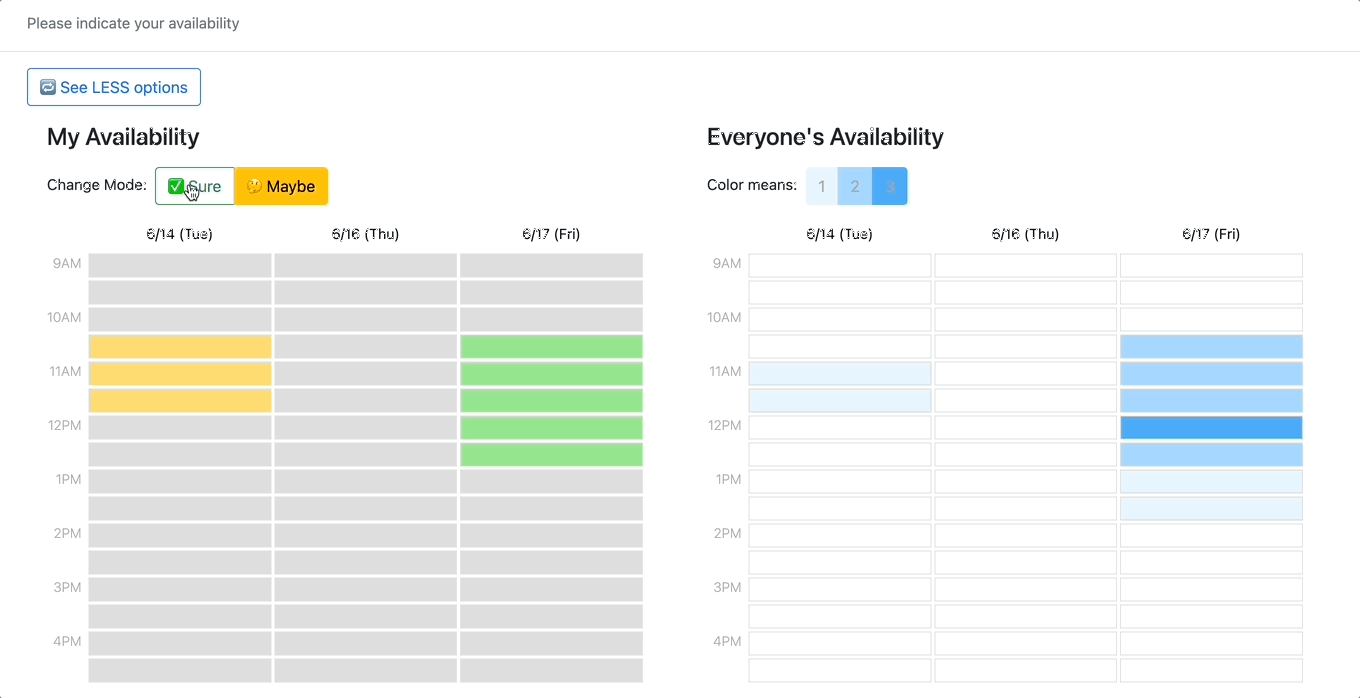 Please indicate your availability
See LESS options
My Availability
Change Mode: Sure Maybe
6/14 (Tue) 6/16 (Thu) 6/17 (Fri)
9AM
10AM
11AM
12PM
1PM
2PM
3PM
4PM
Everyone's Availability
Color means: 1 2 3
6/14 (Tue) 6/16 (Thu) 6/17 (Fri)
9AM
10AM
11AM
12PM
1PM
2PM
3PM
4PM